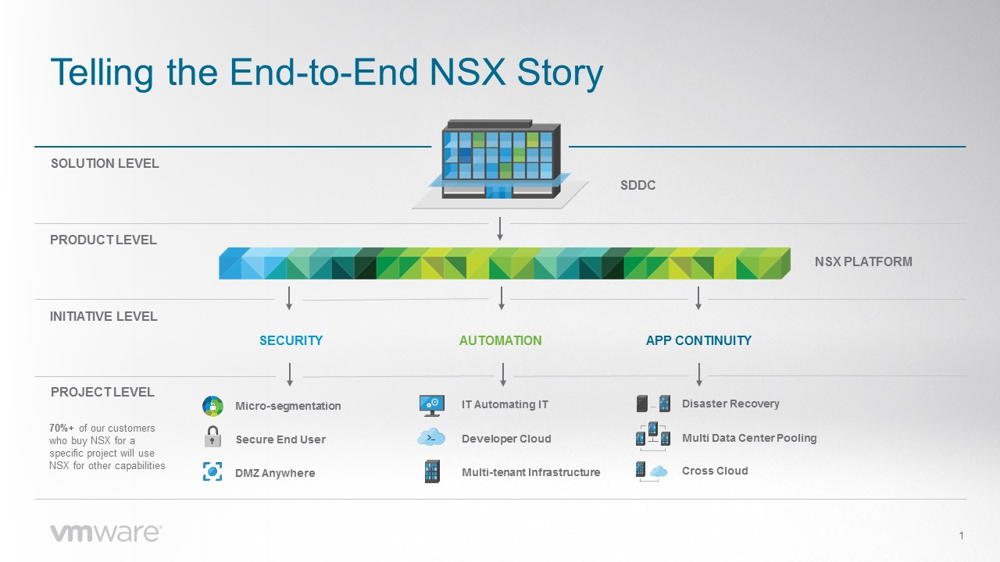 Telling the End-to-End NSX Story
SOLUTION LEVEL
SDDC
PRODUCT LEVEL
NSX PLATFORM
INITIATIVE LEVEL
SECURITY
AUTOMATION
APP CONTINUITY
PROJECT LEVEL
70%+ of our customers
who buy NSX for a
specific project will use
NSX for other capabilities
Micro-segmentation
Secure End User
DMZ Anywhere
IT Automating IT
Developer Cloud
Multi-tenant Infrastructure
Disaster Recovery
Multi Data Center Pooling
Cross Cloud
vmware®
1